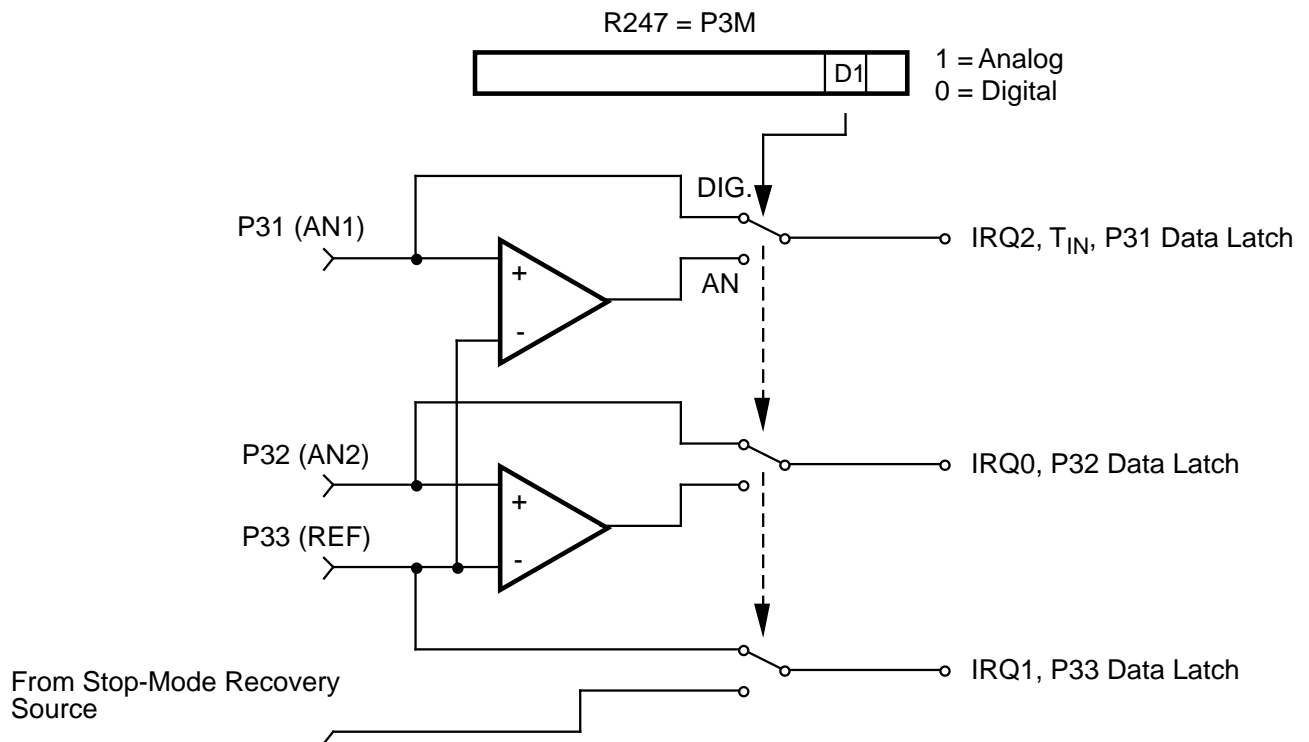 R247 = P3M
D1
1 = Analog
0 = Digital
DIG.
P31 (AN1)
IRQ2, TIN, P31 Data Latch
+
AN
-
P32 (AN2)
IRQ0, P32 Data Latch
+
P33 (REF)
-
IRQ1, P33 Data Latch
From Stop-Mode Recovery
Source